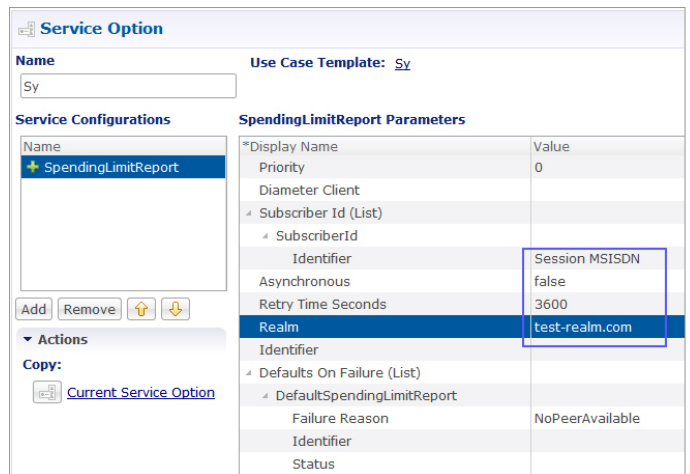 Service Option
Name
Use Case Template: Sy
Sy
Service Configurations
SpendingLimitReport Parameters
Name
SpendingLimitReport
*Display Name Value
Priority 0
Diameter Client
Subscriber Id (List)
SubscriberId
Identifier Session MSISDN
Asynchronous false
Retry Time Seconds 3600
Realm test-realm.com
Identifier
Defaults On Failure (List)
DefaultSpendingLimitReport
Failure Reason NoPeerAvailable
Identifier
Status
Add Remove
Actions
Copy:
Current Service Option